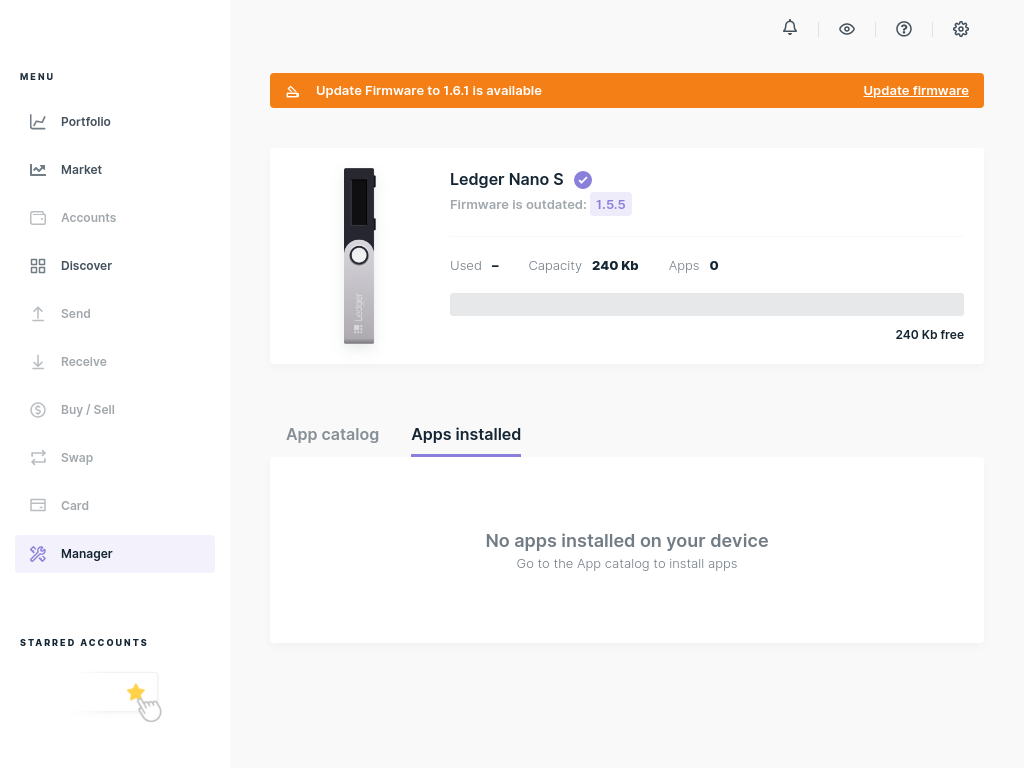 MENU
Portfolio
Market
Accounts
Discover
Send
Receive
Buy / Sell
Swap
Card
Manager
STARRED ACCOUNTS
Update Firmware to 1.6.1 is available
Update firmware
Ledger
Ledger Nano S
Firmware is outdated: 1.5.5
Used – Capacity 240 Kb Apps 0
240 Kb free
App catalog
Apps installed
No apps installed on your device
Go to the App catalog to install apps